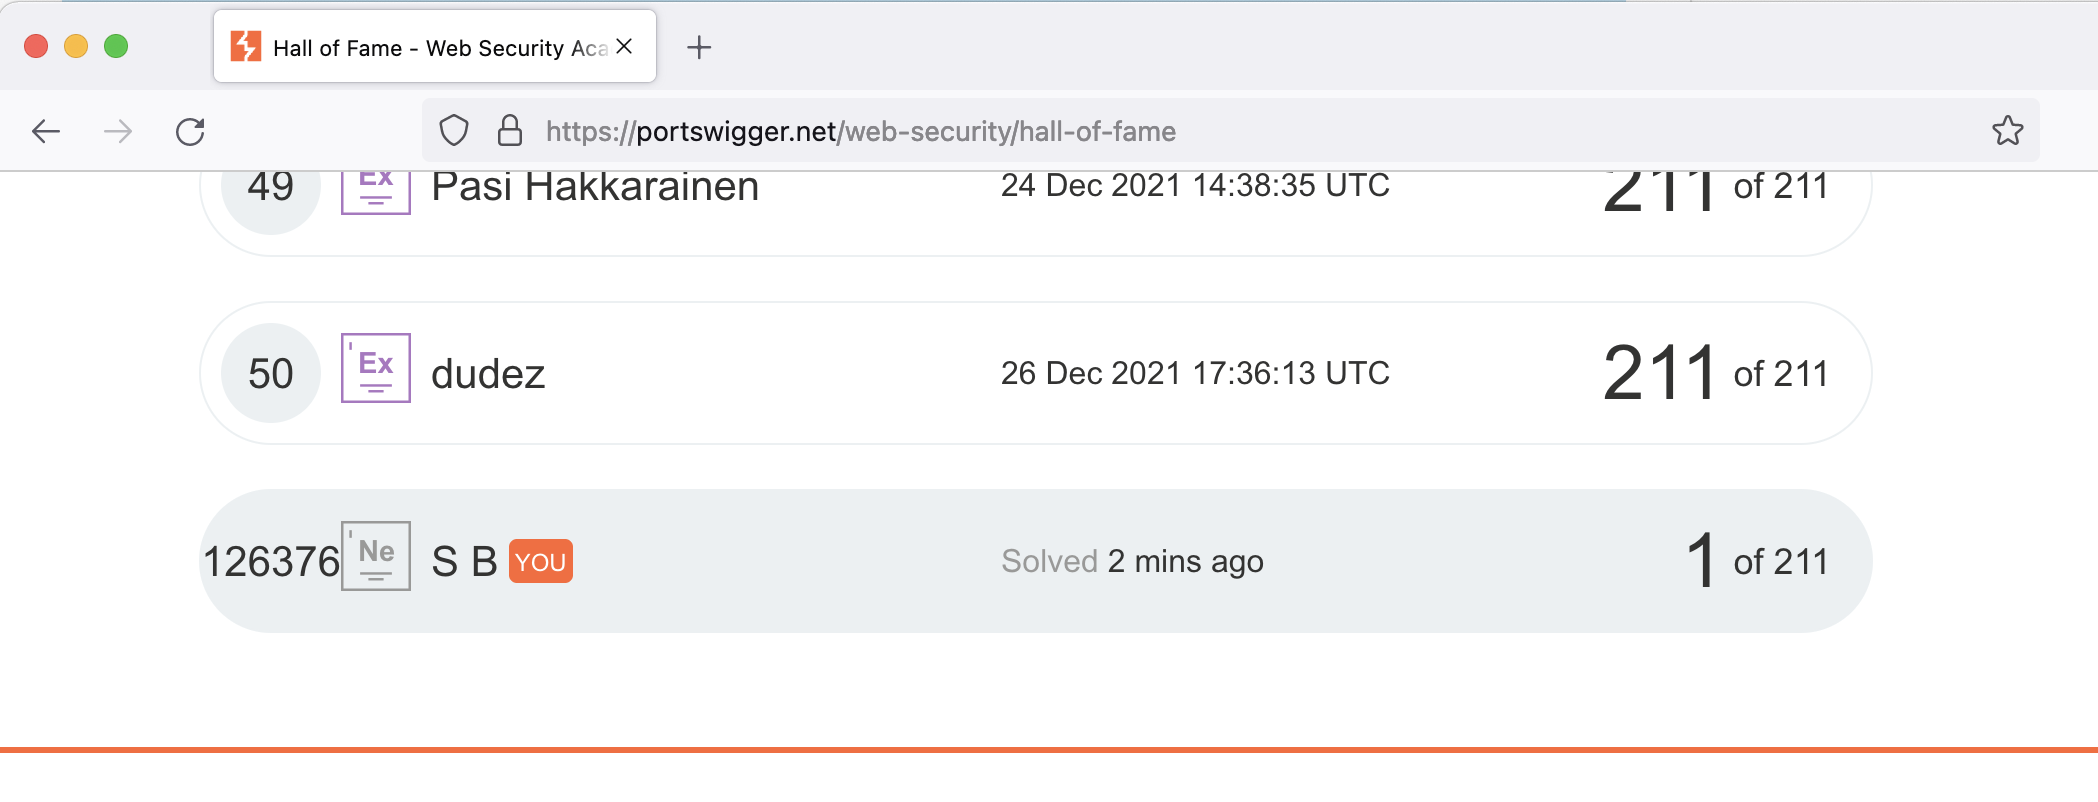 Hall of Fame - Web Security Aca
https://portswigger.net/web-security/hall-of-fame
49 Ex Pasi Hakkarainen 24 Dec 2021 14:38:35 UTC 211 of 211
50 Ex dudez 26 Dec 2021 17:36:13 UTC 211 of 211
126376 Ne S B YOU Solved 2 mins ago 1 of 211